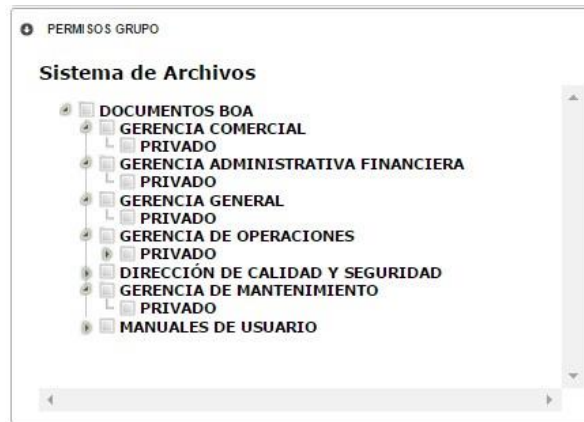 PERMISOS GRUPO
Sistema de Archivos
DOCUMENTOS BOA
GERENCIA COMERCIAL
PRIVADO
GERENCIA ADMINISTRATIVA FINANCIERA
PRIVADO
GERENCIA GENERAL
PRIVADO
GERENCIA DE OPERACIONES
PRIVADO
DIRECCIÓN DE CALIDAD Y SEGURIDAD
GERENCIA DE MANTENIMIENTO
PRIVADO
MANUALES DE USUARIO